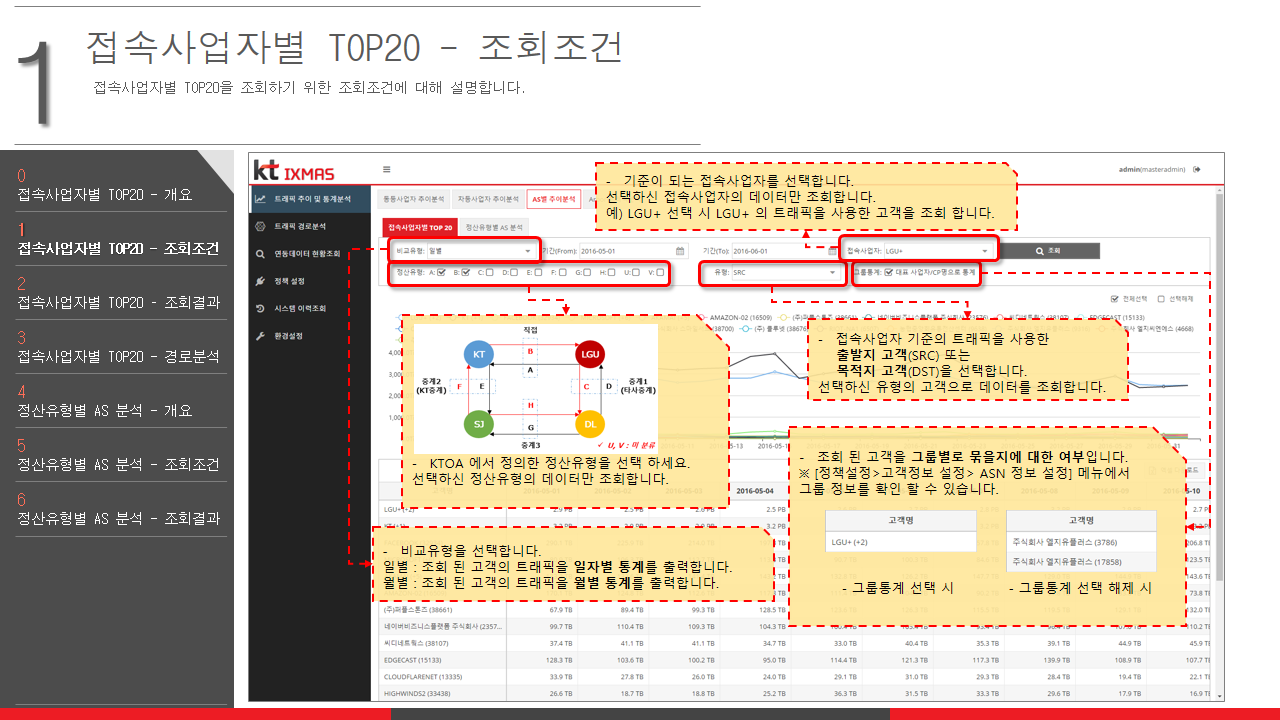 1
접속사업자별 TOP20 - 조회조건
접속사업자별 TOP20을 조회하기 위한 조회조건에 대해 설명합니다.
0
접속사업자별 TOP20 - 개요
1
접속사업자별 TOP20 - 조회조건
2
접속사업자별 TOP20 - 조회결과
3
접속사업자별 TOP20 - 경로분석
4
정산유형별 AS 분석 - 개요
5
정산유형별 AS 분석 - 조회조건
6
정산유형별 AS 분석 - 조회결과
kt IXMAS
admin(masteradmin)
트래픽 추이 및 통계분석
트래픽 경로분석
연동데이터 현황조회
정책 설정
시스템 이력조회
환경설정
동등사업자 추이분석 자동사업자 추이분석 AS별 추이분석
접속사업자별 TOP 20 정산유형별 AS 분석
비교유형: 일별 기간(From): 2016-05-01 기간(To): 2016-06-01 접속사업자: LGU+ 조회
정산유형: A: B: C: D: E: F: G: H: U: V: 유형: SRC 그룹통계: 대표 사업자/CP명으로 통계
- 기준이 되는 접속사업자를 선택합니다.
선택하신 접속사업자의 데이터만 조회합니다.
예) LGU+ 선택 시 LGU+ 의 트래픽을 사용한 고객을 조회 합니다.
전체선택 선택해제
AMAZON-02 (16509) EDGECAST (15133)
직접
KT B LGU
A
중계2
(KT중계)
F E C D
중계1
(타사중계)
H
SJ G DL
중계3
✓ U, V : 미 분류
- KTOA 에서 정의한 정산유형을 선택 하세요.
선택하신 정산유형의 데이터만 조회합니다.
- 접속사업자 기준의 트래픽을 사용한
출발지 고객(SRC) 또는
목적지 고객(DST)을 선택합니다.
선택하신 유형의 고객으로 데이터를 조회합니다.
- 조회 된 고객을 그룹별로 묶을지에 대한 여부입니다.
※ [정책설정>고객정보 설정> ASN 정보 설정] 메뉴에서
그룹 정보를 확인 할 수 있습니다.
고객명
LGU+ (+2)
- 그룹통계 선택 시
고객명
주식회사 엘지유플러스 (3786)
주식회사 엘지유플러스 (17858)
- 그룹통계 선택 해제 시
- 비교유형을 선택합니다.
일별 : 조회 된 고객의 트래픽을 일자별 통계를 출력합니다.
월별 : 조회 된 고객의 트래픽을 월별 통계를 출력합니다.
2016-05-04
LGU+ (+2) 2.5 PB
3.2 PB
(주)퍼플스톤즈 (38661) 67.9 TB 89.4 TB 99.3 TB 128.5 TB
네이버비즈니스플랫폼 주식회사 (2357... 99.7 TB 110.4 TB 109.3 TB 104.3 TB
씨디네트웍스 (38107) 37.4 TB 41.1 TB 41.1 TB 34.7 TB 33.0 TB 40.4 TB 35.3 TB 39.1 TB 44.9 TB 45.9 TB
EDGECAST (15133) 128.3 TB 103.6 TB 100.2 TB 95.0 TB 114.4 TB 121.3 TB 117.3 TB 139.9 TB 108.9 TB 107.7 TB
CLOUDFLARENET (13335) 33.9 TB 27.8 TB 26.0 TB 24.0 TB 29.1 TB 31.0 TB 29.3 TB 28.4 TB 19.4 TB 22.1 TB
HIGHWINDS2 (33438) 26.6 TB 18.7 TB 18.8 TB 25.2 TB 36.3 TB 31.5 TB 33.3 TB 29.6 TB 17.9 TB 16.9 TB